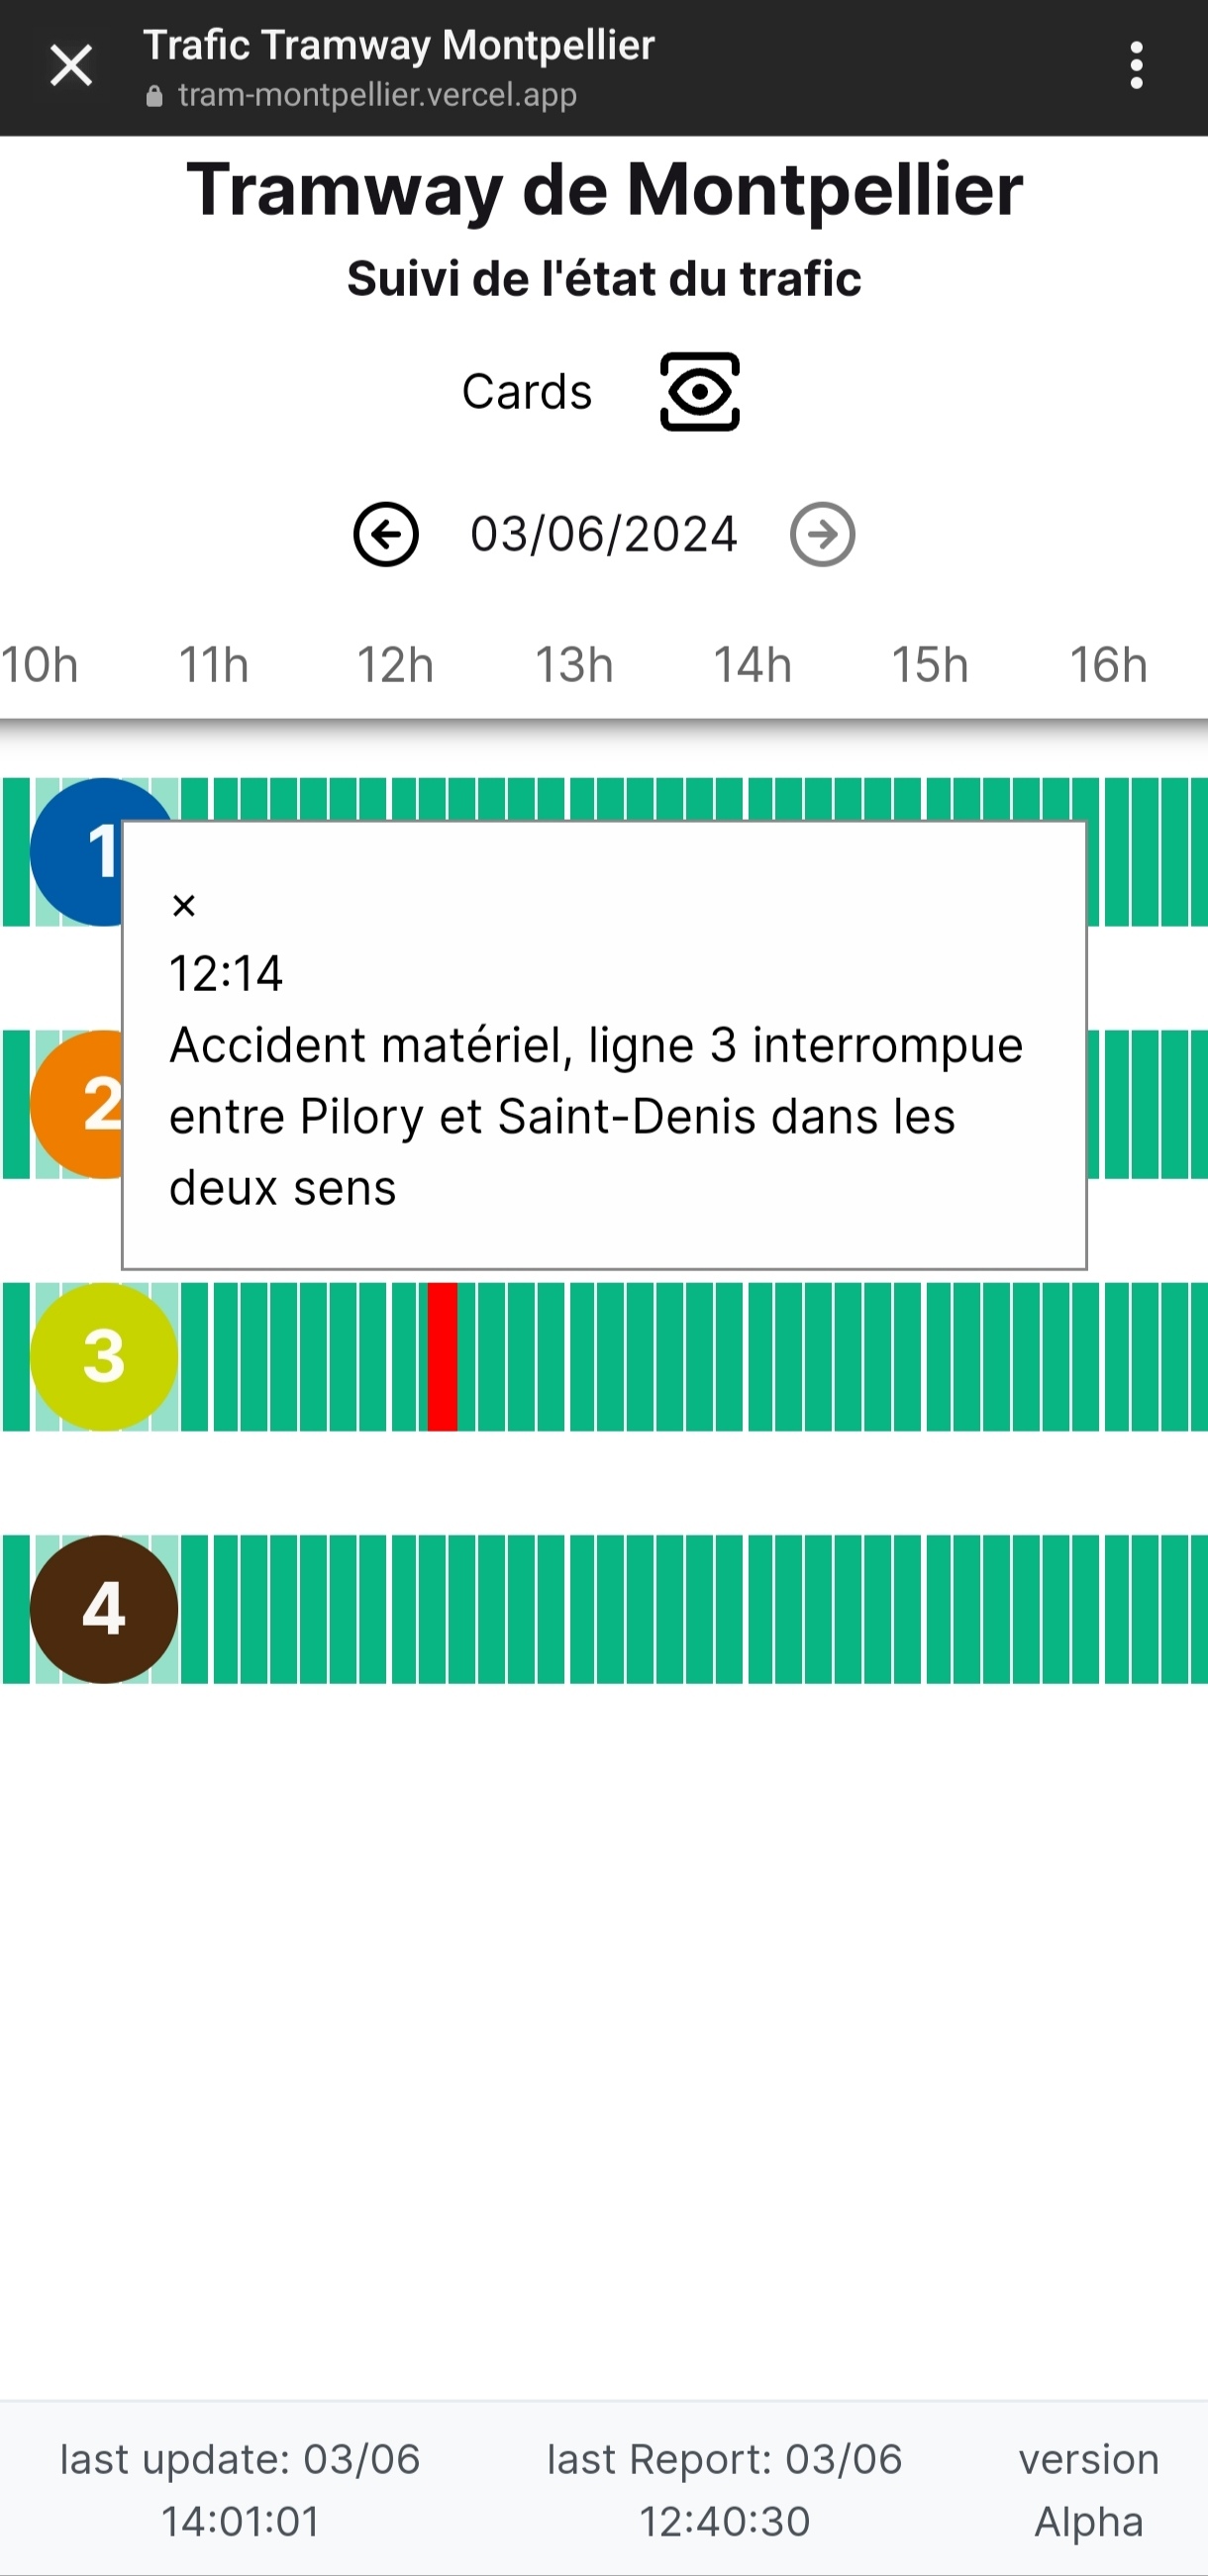 Trafic Tramway Montpellier
tram-montpellier.vercel.app
Tramway de Montpellier
Suivi de l'état du trafic
Cards
03/06/2024
10h 11h 12h 13h 14h 15h 16h
1
×
12:14
Accident matériel, ligne 3 interrompue
entre Pilory et Saint-Denis dans les
deux sens
2
3
4
last update: 03/06
14:01:01
last Report: 03/06
12:40:30
version
Alpha